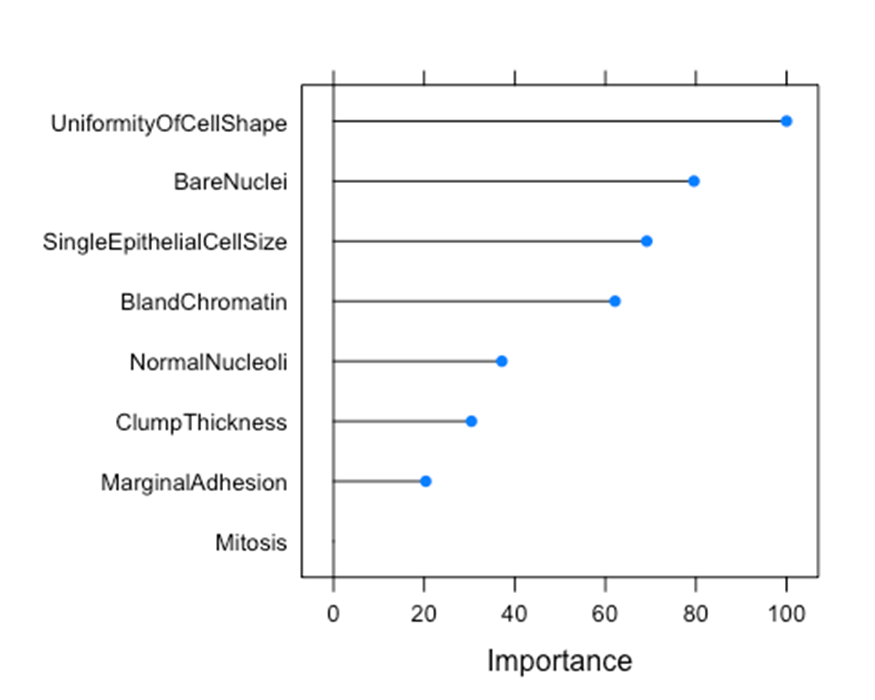 UniformityOfCellShape
BareNuclei
SingleEpithelialCellSize
BlandChromatin
NormalNucleoli
ClumpThickness
MarginalAdhesion
Mitosis
0 20 40 60 80 100
Importance